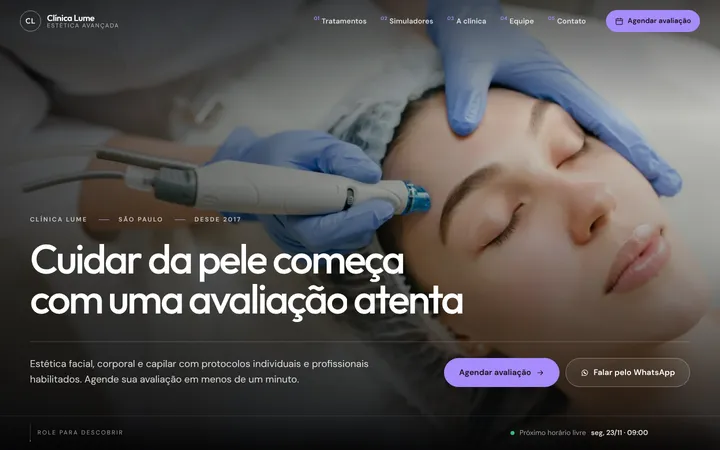 CL
Clínica Lume
ESTÉTICA AVANÇADA
01 Tratamentos
02 Simuladores
03 A clínica
04 Equipe
05 Contato
Agendar avaliação
CLÍNICA LUME — SÃO PAULO — DESDE 2017
Cuidar da pele começa
com uma avaliação atenta
Estética facial, corporal e capilar com protocolos individuais e profissionais
habilitados. Agende sua avaliação em menos de um minuto.
Agendar avaliação →
Falar pelo WhatsApp
ROLE PARA DESCOBRIR
Próximo horário livre seg, 23/11 · 09:00